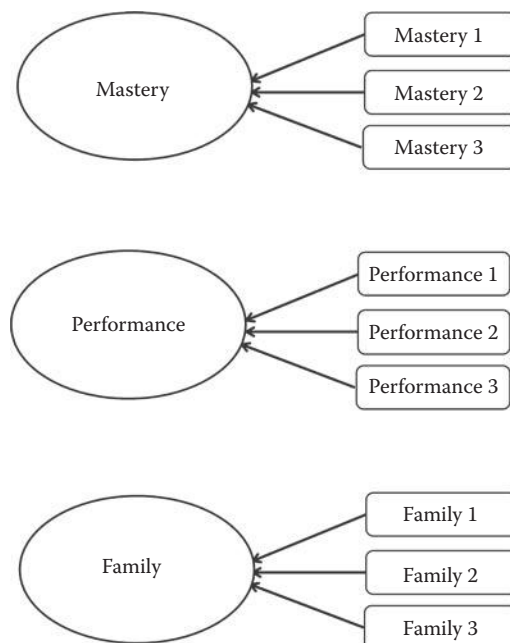 Mastery
Mastery 1
Mastery 2
Mastery 3
Performance
Performance 1
Performance 2
Performance 3
Family
Family 1
Family 2
Family 3